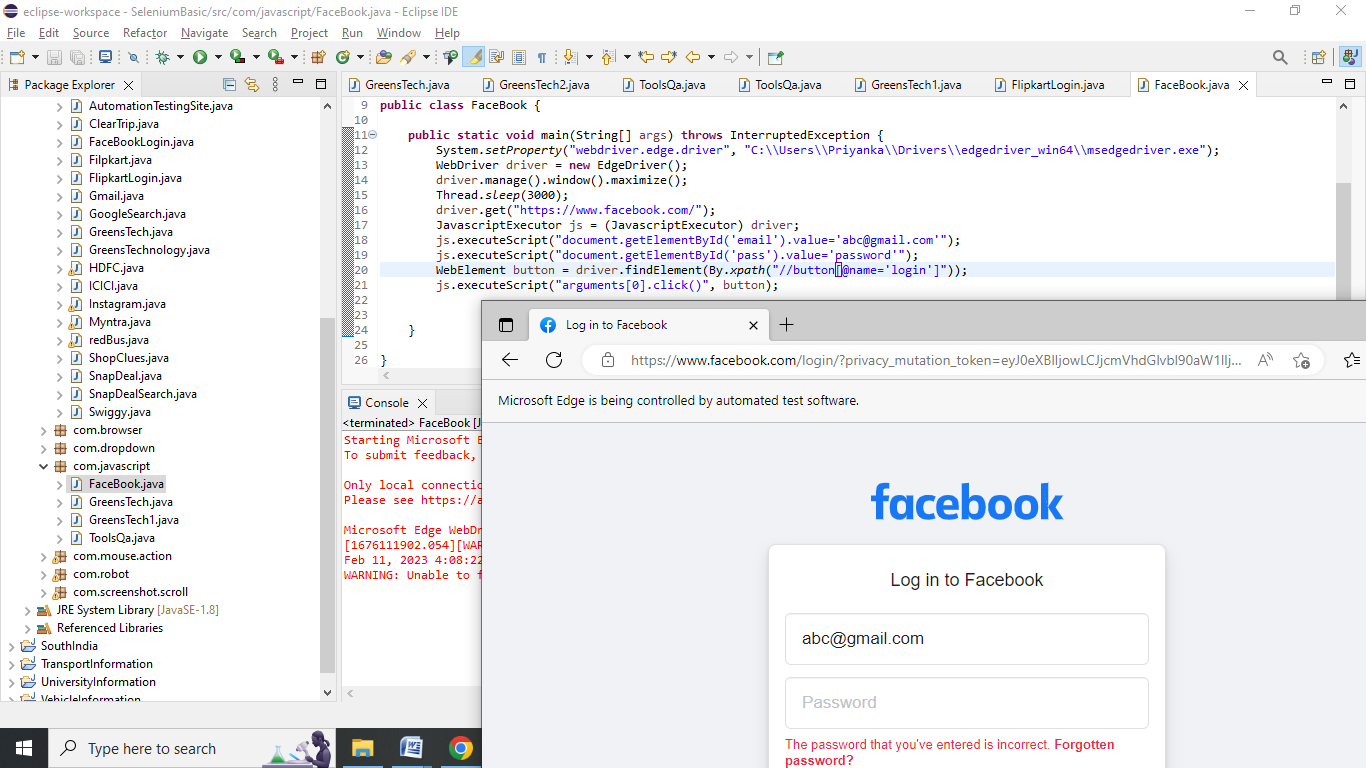 eclipse-workspace - SeleniumBasic/src/com/javascript/FaceBook.java - Eclipse IDE
File Edit Source Refactor Navigate Search Project Run Window Help
Package Explorer
AutomationTestingSite.java
ClearTrip.java
FaceBookLogin.java
Filpkart.java
FlipkartLogin.java
Gmail.java
GoogleSearch.java
GreensTech.java
GreensTechnology.java
HDFC.java
ICICI.java
Instagram.java
Myntra.java
redBus.java
ShopClues.java
SnapDeal.java
SnapDealSearch.java
Swiggy.java
com.browser
com.dropdown
com.javascript
FaceBook.java
GreensTech.java
GreensTech1.java
ToolsQa.java
com.mouse.action
com.robot
com.screenshot.scroll
JRE System Library [JavaSE-1.8]
Referenced Libraries
SouthIndia
TransportInformation
UniversityInformation
VehicleInformation
GreensTech.java GreensTech2.java ToolsQa.java ToolsQa.java GreensTech1.java FlipkartLogin.java FaceBook.java
9 public class FaceBook {
10
11 public static void main(String[] args) throws InterruptedException {
12 System.setProperty("webdriver.edge.driver", "C:\\Users\\Priyanka\\Drivers\\edgedriver_win64\\msedgedriver.exe");
13 WebDriver driver = new EdgeDriver();
14 driver.manage().window().maximize();
15 Thread.sleep(3000);
16 driver.get("https://www.facebook.com/");
17 JavascriptExecutor js = (JavascriptExecutor) driver;
18 js.executeScript("document.getElementById('email').value='abc@gmail.com'");
19 js.executeScript("document.getElementById('pass').value='password'");
20 WebElement button = driver.findElement(By.xpath("//button[@name='login']"));
21 js.executeScript("arguments[0].click()", button);
22
23
24 }
25
26 }
Console
<terminated> FaceBook [J
Starting Microsoft E
To submit feedback,
Only local connectio
Please see https://a
Microsoft Edge WebDr
[1676111902.054][WAR
Feb 11, 2023 4:08:22
WARNING: Unable to f
Log in to Facebook
https://www.facebook.com/login/?privacy_mutation_token=eyJ0eXBlIjowLCJjcmVhdGlvbl90aW1lIj...
Microsoft Edge is being controlled by automated test software.
facebook
Log in to Facebook
abc@gmail.com
Password
The password that you've entered is incorrect. Forgotten
password?
Type here to search